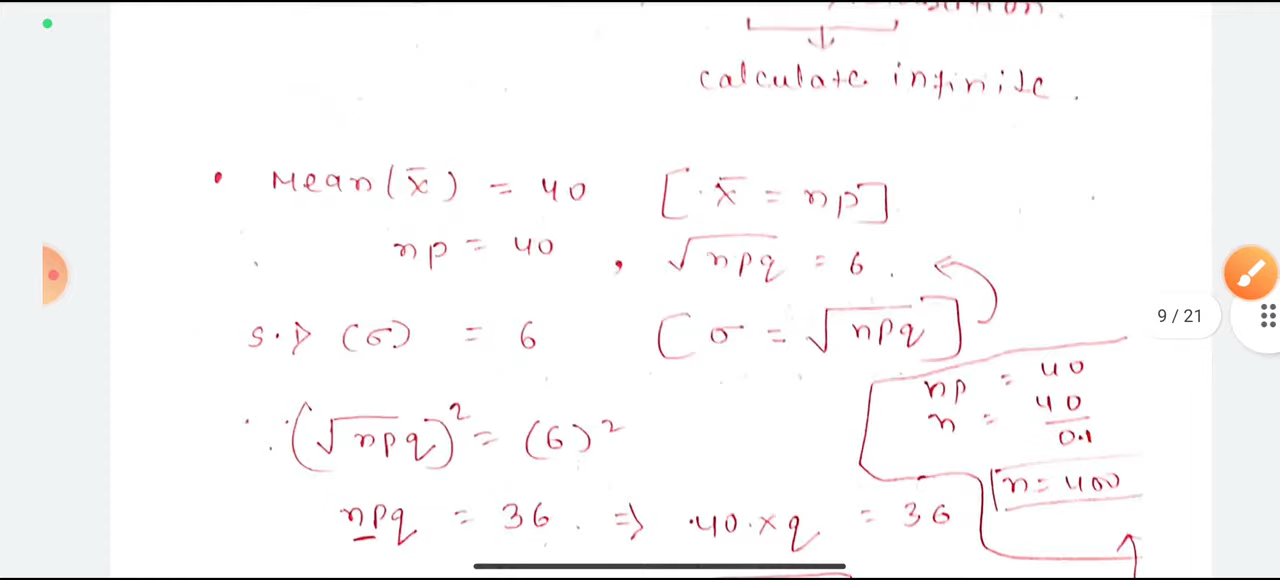 calculate infinite.
• Mean (x̄) = 40 [x̄ = np]
np = 40, √npq = 6.
S.D (σ) = 6 [σ = √npq]
∴ (√npq)² = (6)²
npq = 36. ⇒ 40 × q = 36
np = 40
n = 40/0.1
n = 400
9 / 21